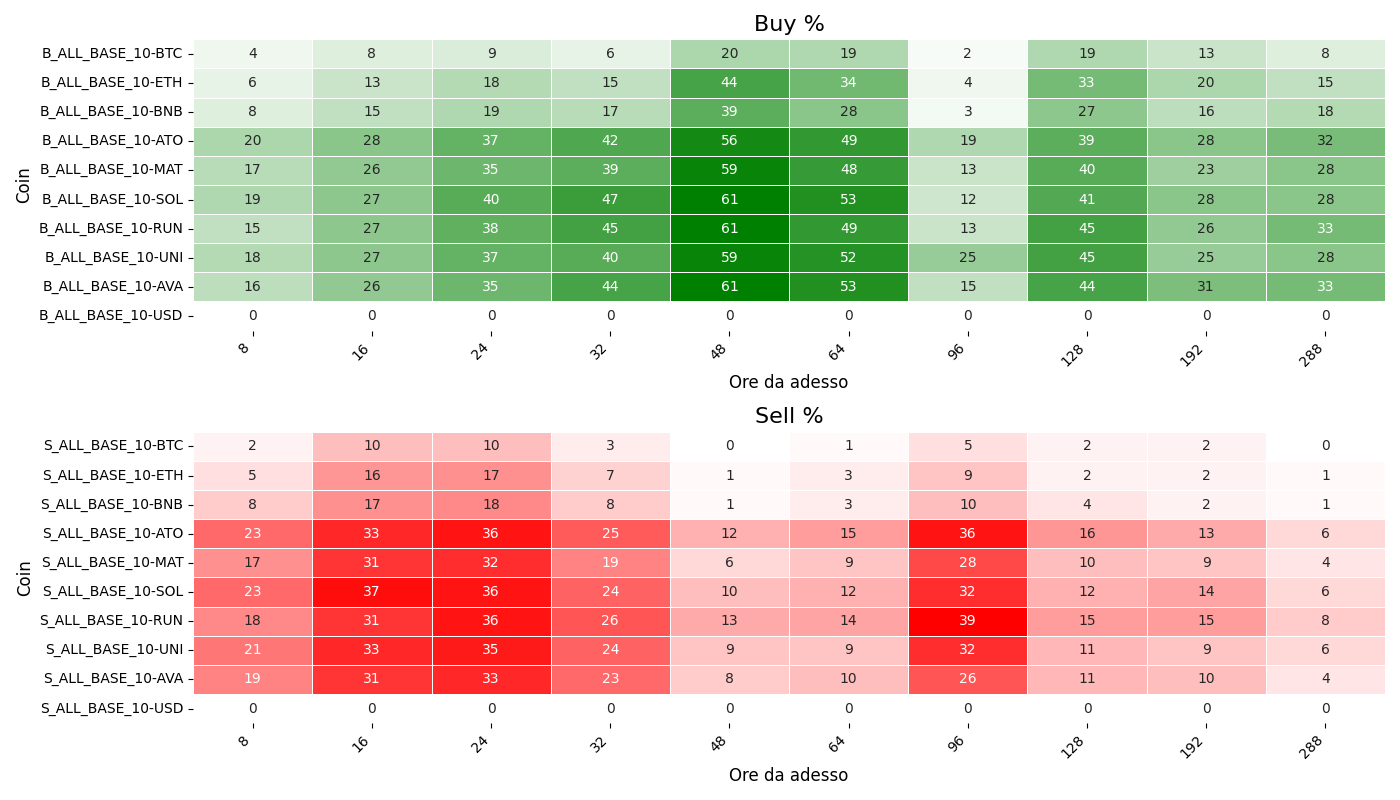 Buy %
Coin
B_ALL_BASE_10-BTC 4 8 9 6 20 19 2 19 13 8
B_ALL_BASE_10-ETH 6 13 18 15 44 34 4 33 20 15
B_ALL_BASE_10-BNB 8 15 19 17 39 28 3 27 16 18
B_ALL_BASE_10-ATO 20 28 37 42 56 49 19 39 28 32
B_ALL_BASE_10-MAT 17 26 35 39 59 48 13 40 23 28
B_ALL_BASE_10-SOL 19 27 40 47 61 53 12 41 28 28
B_ALL_BASE_10-RUN 15 27 38 45 61 49 13 45 26 33
B_ALL_BASE_10-UNI 18 27 37 40 59 52 25 45 25 28
B_ALL_BASE_10-AVA 16 26 35 44 61 53 15 44 31 33
B_ALL_BASE_10-USD 0 0 0 0 0 0 0 0 0 0
8 16 24 32 48 64 96 128 192 288
Ore da adesso
Sell %
Coin
S_ALL_BASE_10-BTC 2 10 10 3 0 1 5 2 2 0
S_ALL_BASE_10-ETH 5 16 17 7 1 3 9 2 2 1
S_ALL_BASE_10-BNB 8 17 18 8 1 3 10 4 2 1
S_ALL_BASE_10-ATO 23 33 36 25 12 15 36 16 13 6
S_ALL_BASE_10-MAT 17 31 32 19 6 9 28 10 9 4
S_ALL_BASE_10-SOL 23 37 36 24 10 12 32 12 14 6
S_ALL_BASE_10-RUN 18 31 36 26 13 14 39 15 15 8
S_ALL_BASE_10-UNI 21 33 35 24 9 9 32 11 9 6
S_ALL_BASE_10-AVA 19 31 33 23 8 10 26 11 10 4
S_ALL_BASE_10-USD 0 0 0 0 0 0 0 0 0 0
8 16 24 32 48 64 96 128 192 288
Ore da adesso